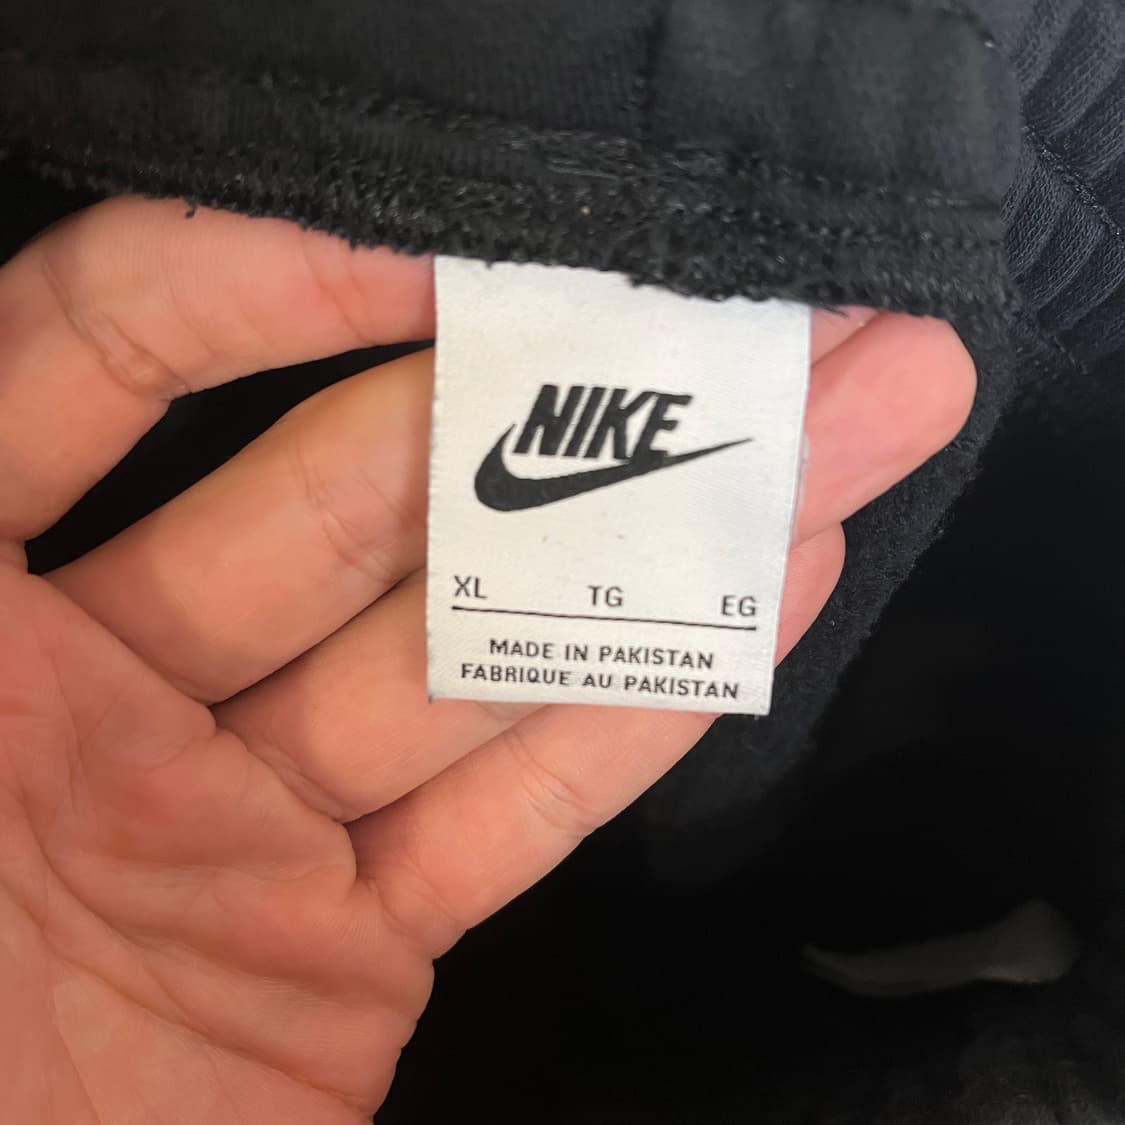 NIKE
XL TG EG
MADE IN PAKISTAN
FABRIQUE AU PAKISTAN